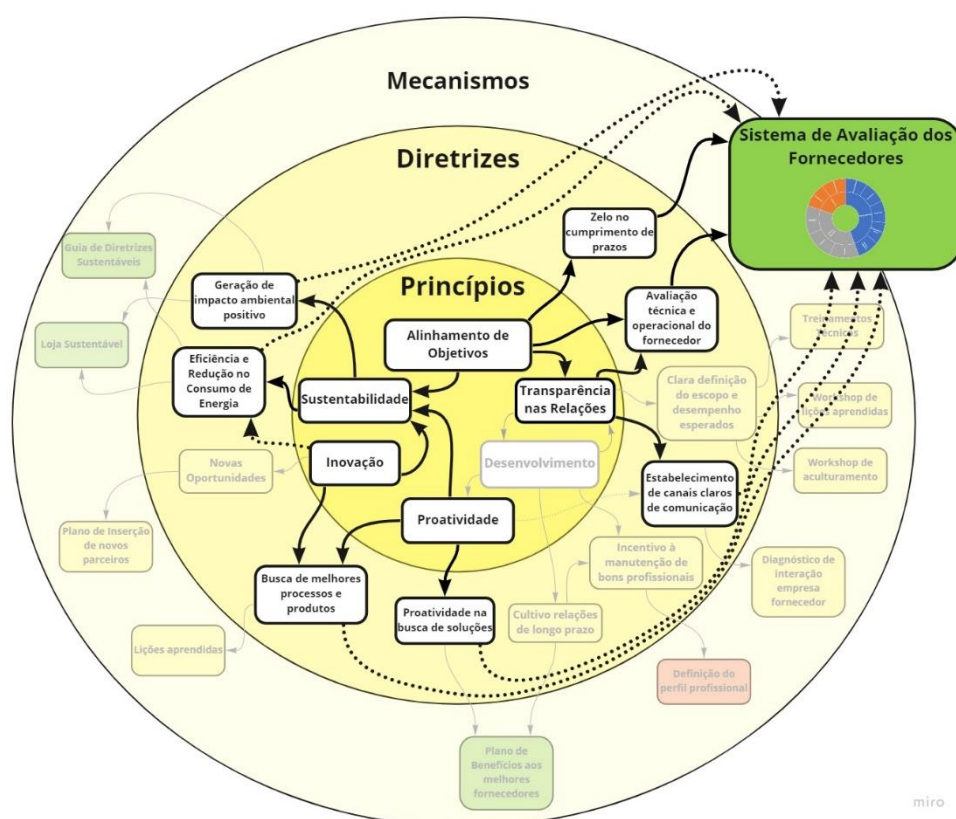 Mecanismos
Sistema de Avaliação dos
Fornecedores
Diretrizes
Zelo no
cumprimento de
prazos
Guia de Diretrizes
Sustentáveis
Geração de
impacto ambiental
positivo
Princípios
Avaliação
técnica e
operacional do
fornecedor
Alinhamento de
Objetivos
Treinamentos
Técnicos
Loja Sustentável
Eficiência e
Redução no
Consumo de
Energia
Sustentabilidade
Transparência
nas Relações
Clara definição
do escopo e
desempenho
esperados
Workshop de
lições aprendidas
Novas
Oportunidades
Inovação
Desenvolvimento
Workshop de
aculturamento
Estabelecimento
de canais claros
de comunicação
Plano de Inserção
de novos
parceiros
Proatividade
Incentivo à
manutenção de
bons profissionais
Diagnóstico de
interação
empresa
fornecedor
Busca de melhores
processos e
produtos
Proatividade na
busca de soluções
Cultivo relações
de longo prazo
Lições aprendidas
Definição do
perfil profissional
Plano de
Benefícios aos
melhores
fornecedores
miro